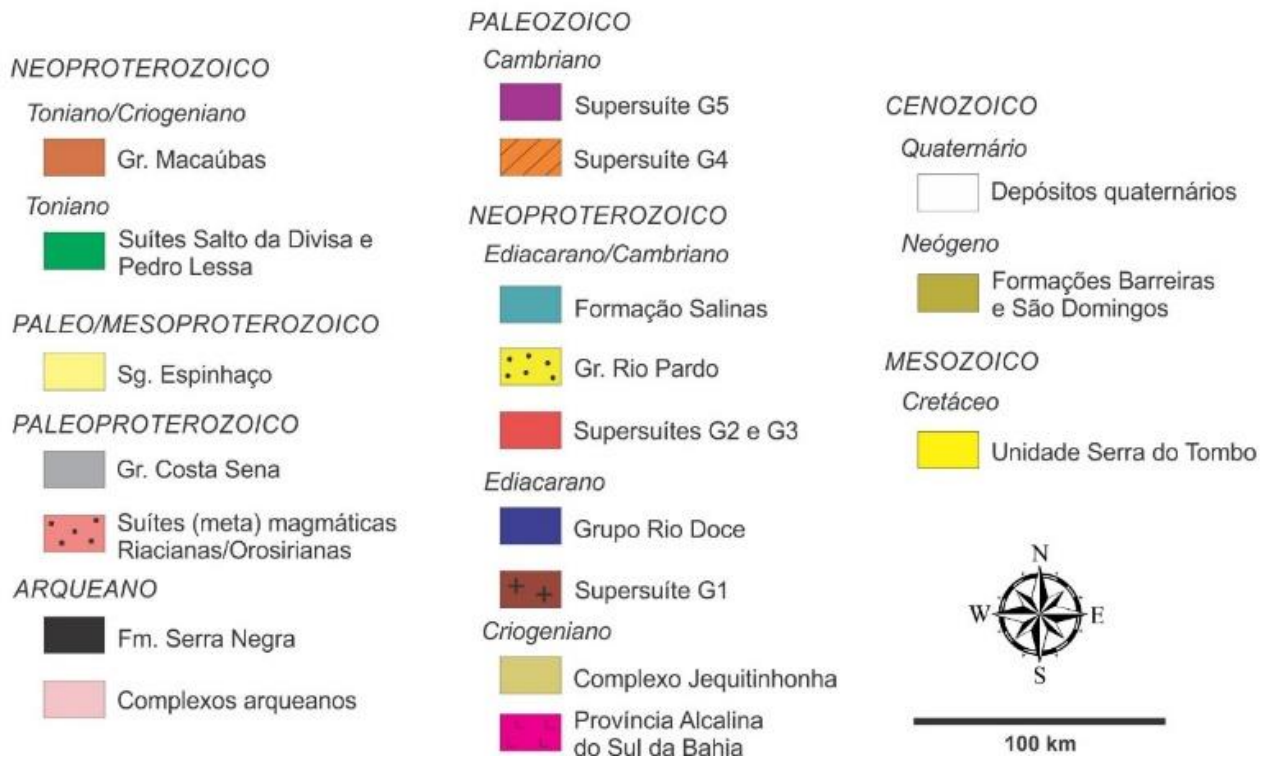 NEOPROTEROZOICO
Toniano/Criogeniano
Gr. Macaúbas
Toniano
Suítes Salto da Divisa e
Pedro Lessa
PALEO/MESOPROTEROZOICO
Sg. Espinhaço
PALEOPROTEROZOICO
Gr. Costa Sena
Suítes (meta) magmáticas
Riacianas/Orosirianas
ARQUEANO
Fm. Serra Negra
Complexos arqueanos
PALEOZOICO
Cambriano
Supersuíte G5
Supersuíte G4
NEOPROTEROZOICO
Ediacarano/Cambriano
Formação Salinas
Gr. Rio Pardo
Supersuítes G2 e G3
Ediacarano
Grupo Rio Doce
Supersuíte G1
Criogeniano
Complexo Jequitinhonha
Província Alcalina
do Sul da Bahia
CENOZOICO
Quaternário
Depósitos quaternários
Neógeno
Formações Barreiras
e São Domingos
MESOZOICO
Cretáceo
Unidade Serra do Tombo
N
W E
S
100 km